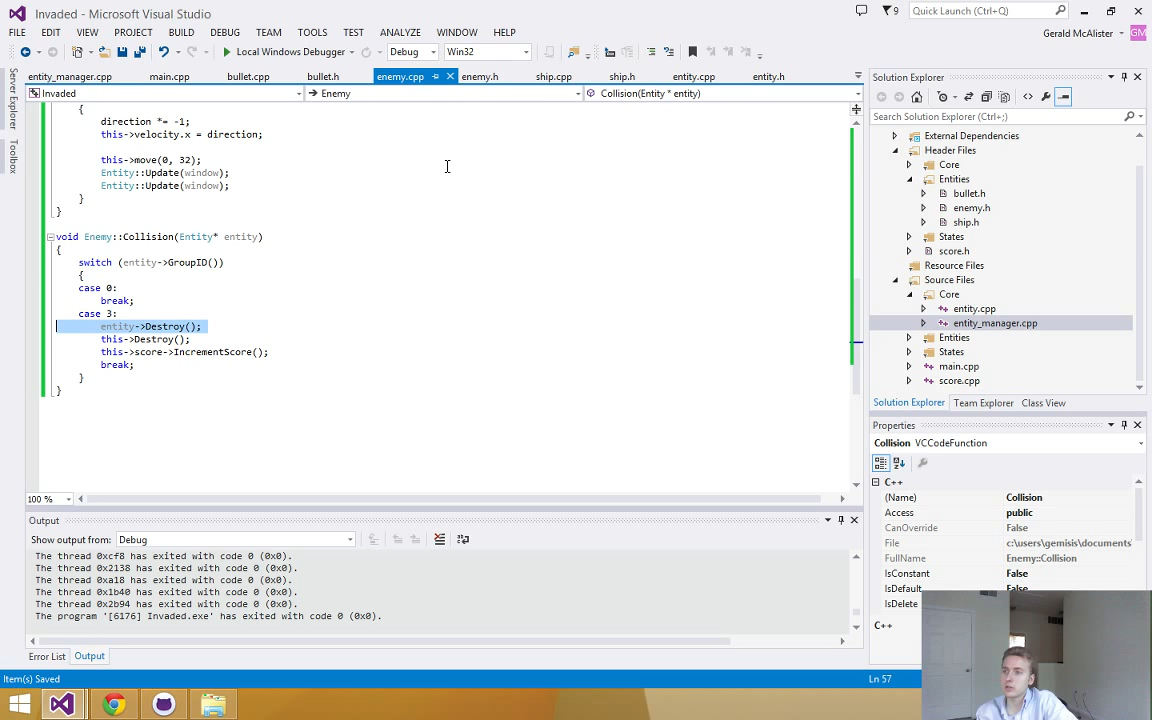 Invaded - Microsoft Visual Studio
9
Quick Launch (Ctrl+;)
FILE EDIT VIEW PROJECT BUILD DEBUG TEAM TOOLS TEST ARCHITECTURE ANALYZE WINDOW HELP
Gerald McAlister GM
Local Windows Debugger Debug Win32
Server Explorer
Toolbox
entity_manager.cpp main.cpp bullet.cpp bullet.h enemy.cpp enemy.h ship.cpp ship.h entity.cpp entity.h
Invaded Enemy Collision(Entity * entity)
{
direction *= -1;
this->velocity.x = direction;
this->move(0, 32);
Entity::Update(window);
Entity::Update(window);
}
}
void Enemy::Collision(Entity* entity)
{
switch (entity->GroupID())
{
case 0:
break;
case 3:
entity->Destroy();
this->Destroy();
this->score->IncrementScore();
break;
}
}
100 %
Output
Show output from: Debug
The thread 0xcf8 has exited with code 0 (0x0).
The thread 0x2138 has exited with code 0 (0x0).
The thread 0xa18 has exited with code 0 (0x0).
The thread 0x1b40 has exited with code 0 (0x0).
The thread 0x2b94 has exited with code 0 (0x0).
The program '[6176] Invaded.exe' has exited with code 0 (0x0).
Error List Output
Item(s) Saved Ln 57
Solution Explorer
Search Solution Explorer (Ctrl+;)
External Dependencies
Header Files
Core
Entities
bullet.h
enemy.h
ship.h
States
score.h
Resource Files
Source Files
Core
entity.cpp
entity_manager.cpp
Entities
States
main.cpp
score.cpp
Solution Explorer Team Explorer Class View
Properties
Collision VCCodeFunction
C++
(Name) Collision
Access public
CanOverride False
File c:\users\gemisis\documents
FullName Enemy::Collision
IsConstant False
IsDefault False
IsDelete
C++